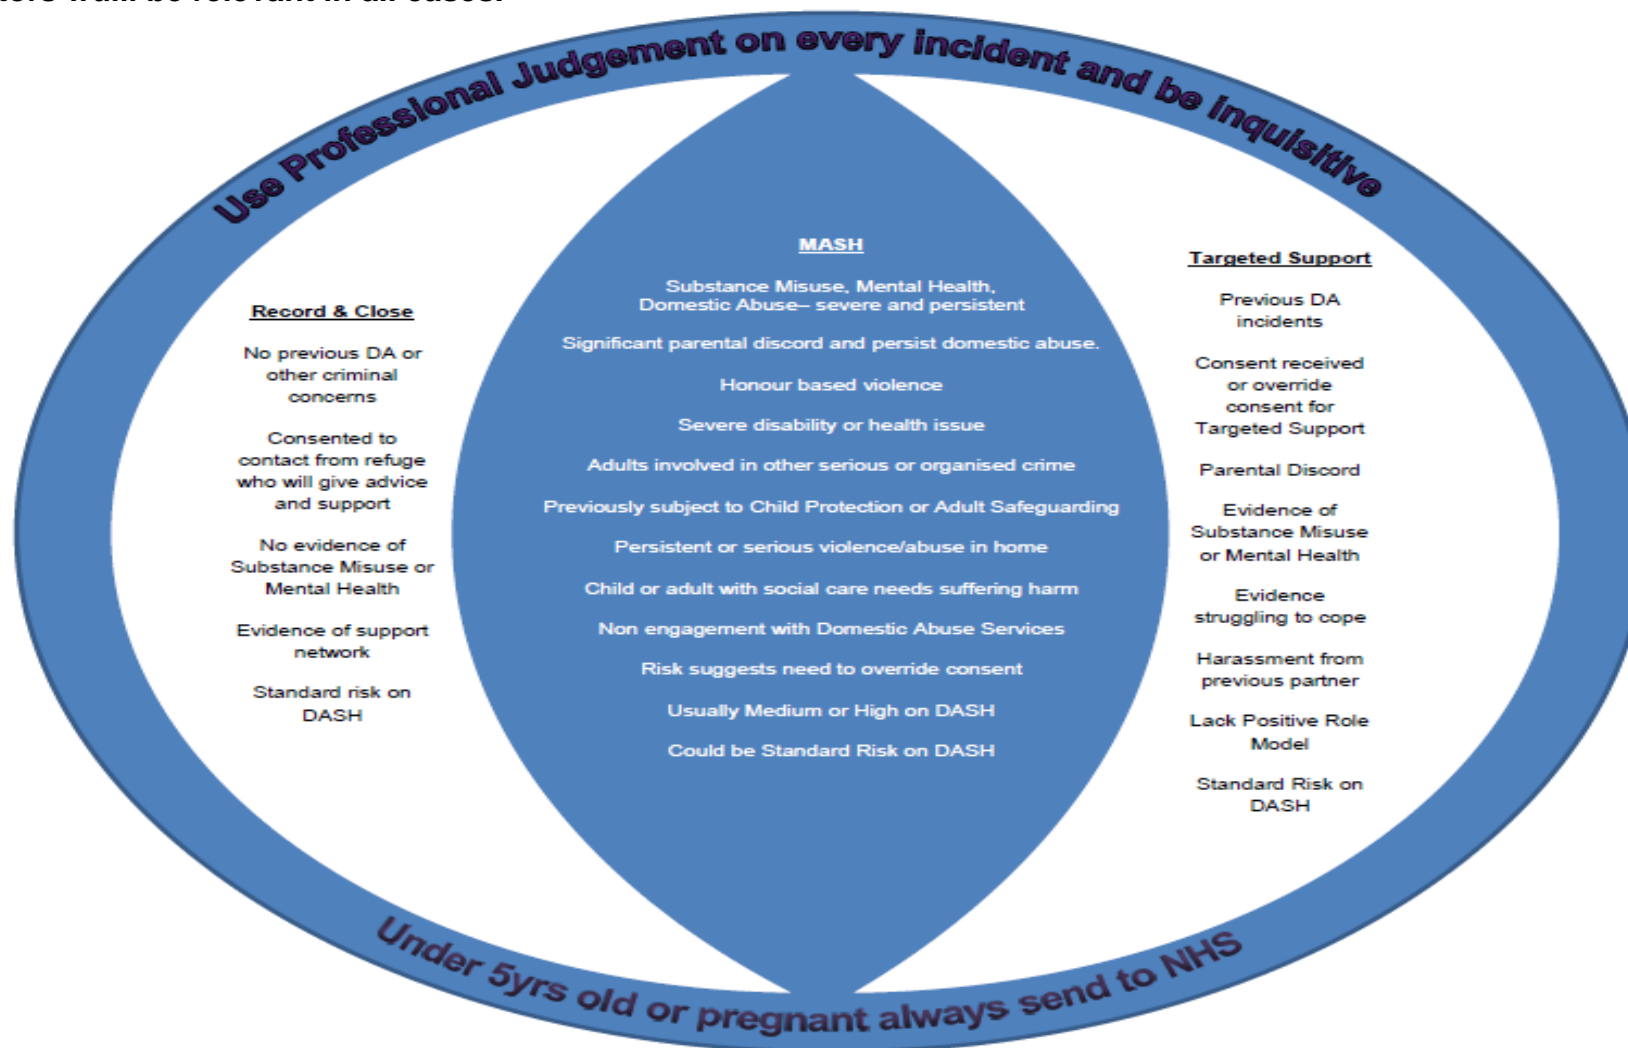 be relevant in all cases.
Use Professional Judgement on every incident and be inquisitive
Record & Close
No previous DA or
other criminal
concerns
Consented to
contact from refuge
who will give advice
and support
No evidence of
Substance Misuse or
Mental Health
Evidence of support
network
Standard risk on
DASH
MASH
Substance Misuse, Mental Health,
Domestic Abuse– severe and persistent
Significant parental discord and persist domestic abuse.
Honour based violence
Severe disability or health issue
Adults involved in other serious or organised crime
Previously subject to Child Protection or Adult Safeguarding
Persistent or serious violence/abuse in home
Child or adult with social care needs suffering harm
Non engagement with Domestic Abuse Services
Risk suggests need to override consent
Usually Medium or High on DASH
Could be Standard Risk on DASH
Targeted Support
Previous DA
incidents
Consent received
or override
consent for
Targeted Support
Parental Discord
Evidence of
Substance Misuse
or Mental Health
Evidence
struggling to cope
Harassment from
previous partner
Lack Positive Role
Model
Standard Risk on
DASH
Under 5yrs old or pregnant always send to NHS